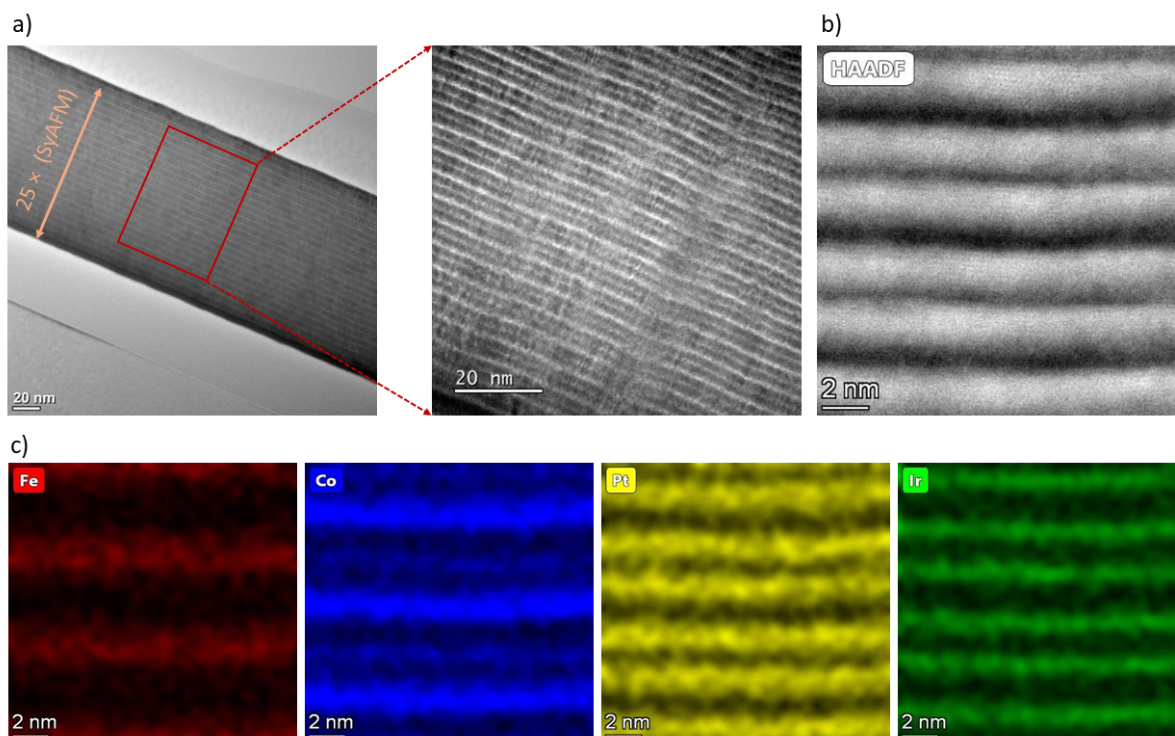 a)
25 × (SyAFM)
20 nm
20 nm
b)
HAADF
2 nm
c)
Fe
2 nm
Co
2 nm
Pt
2 nm
Ir
2 nm